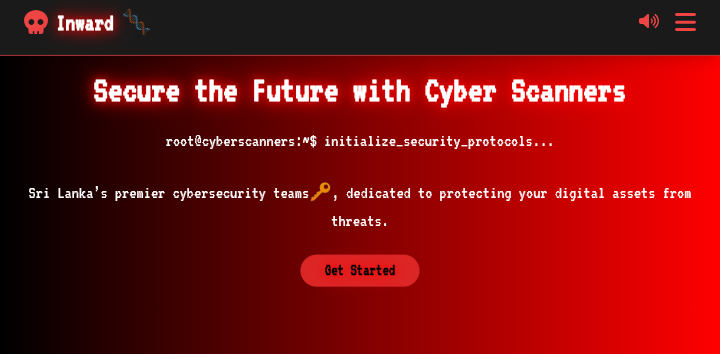 Inward
Secure the Future with Cyber Scanners
root@cyberscanners:~$ initialize_security_protocols...
Sri Lanka's premier cybersecurity teams🔑, dedicated to protecting your digital assets from
threats.
Get Started